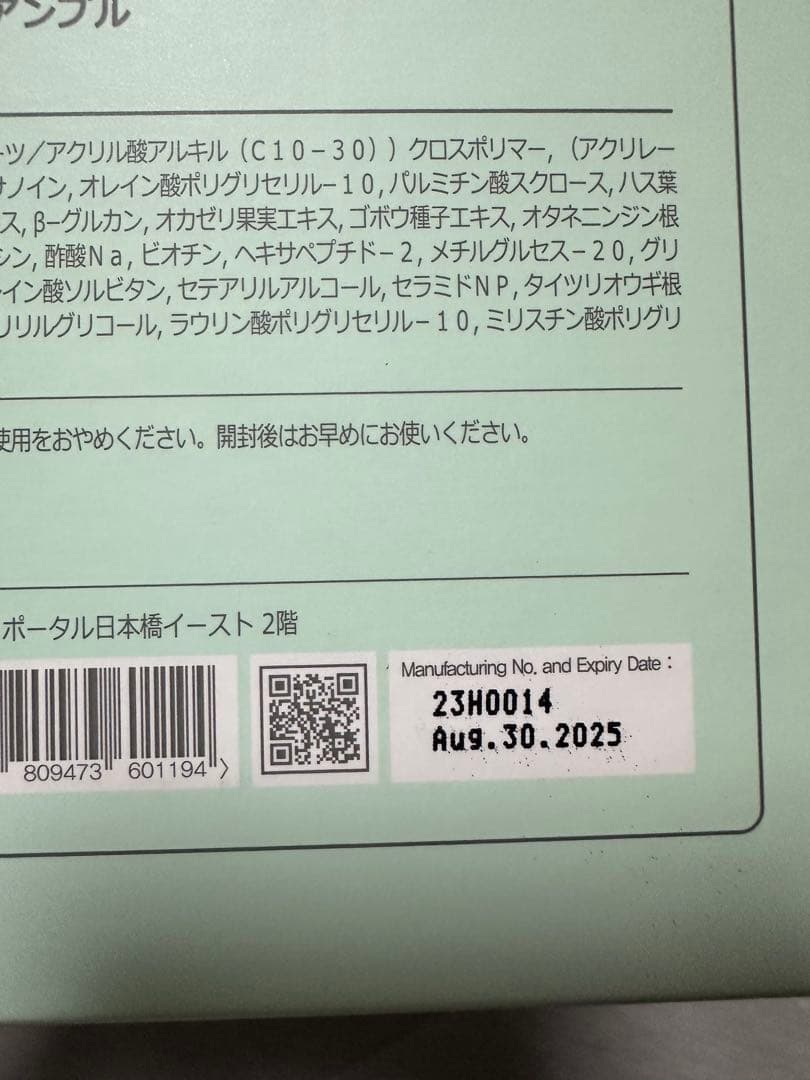 アンプル
ーツ／アクリル酸アルキル（Ｃ１０－３０））クロスポリマー，（アクリレー
サノイン，オレイン酸ポリグリセリル−１０，パルミチン酸スクロース，ハス葉
ス，β−グルカン，オカゼリ果実エキス，ゴボウ種子エキス，オタネニンジン根
シン，酢酸Ｎａ，ビオチン，ヘキサペプチド−２，メチルグルセス−２０，グリ
イン酸ソルビタン，セテアリルアルコール，セラミドＮＰ，タイツリオウギ根
リリルグリコール，ラウリン酸ポリグリセリル−１０，ミリスチン酸ポリグリ
使用をおやめください。開封後はお早めにお使いください。
ポータル日本橋イースト 2階
Manufacturing No. and Expiry Date :
23H0014
Aug.30.2025
809473 601194 >